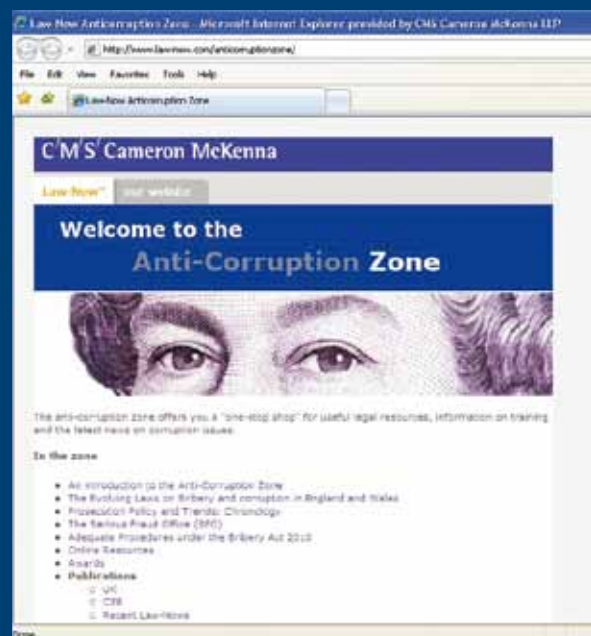 Law-Now Anticorruption Zone - Microsoft Internet Explorer provided by CMS Cameron McKenna LLP
http://www.law-now.com/anticorruptionzone/
File Edit View Favorites Tools Help
Law-Now Anticorruption Zone
C'M'S' Cameron McKenna
Law-Now™ our website
Welcome to the
Anti-Corruption Zone
The anti-corruption zone offers you a "one-stop shop" for useful legal resources, information on training
and the latest news on corruption issues.
In the zone
An introduction to the Anti-Corruption Zone
The Evolving Laws on Bribery and corruption in England and Wales
Prosecution Policy and Trends: Chronology
The Serious Fraud Office (SFO)
Adequate Procedures under the Bribery Act 2010
Online Resources
Awards
Publications
UK
CEE
Recent Law-Nows
Done